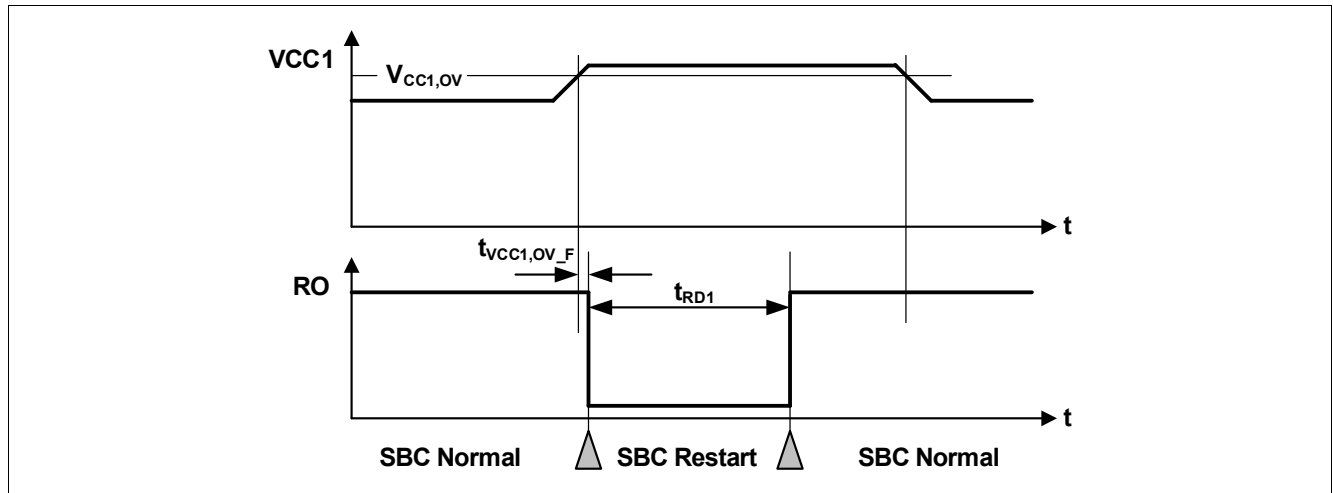 VCC1
VCC1,OV
t
tVCC1,OV_F
RO
tRD1
t
SBC Normal SBC Restart SBC Normal